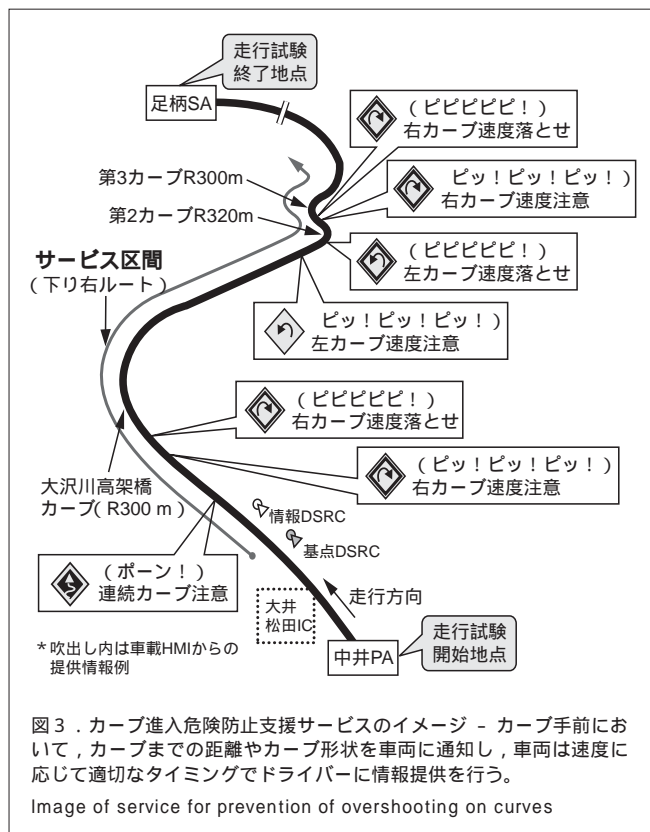 走行試験
終了地点
足柄SA
(ピピピピピ!)
右カーブ速度落とせ
第3カーブR300m
ピッ!ピッ!ピッ!)
右カーブ速度注意
第2カーブR320m
サービス区間
(下り右ルート)
(ピピピピピ!)
左カーブ速度落とせ
ピッ!ピッ!ピッ!)
左カーブ速度注意
(ピピピピピ!)
右カーブ速度落とせ
(ピッ!ピッ!ピッ!)
右カーブ速度注意
大沢川高架橋
カーブ(R300 m)
情報DSRC
基点DSRC
(ポーン!)
連続カーブ注意
走行方向
大井
松田IC
走行試験
開始地点
中井PA
*吹出し内は車載HMIからの
提供情報例
図3.カーブ進入危険防止支援サービスのイメージ - カーブ手前にお
いて,カーブまでの距離やカーブ形状を車両に通知し,車両は速度に
応じて適切なタイミングでドライバーに情報提供を行う。
Image of service for prevention of overshooting on curves